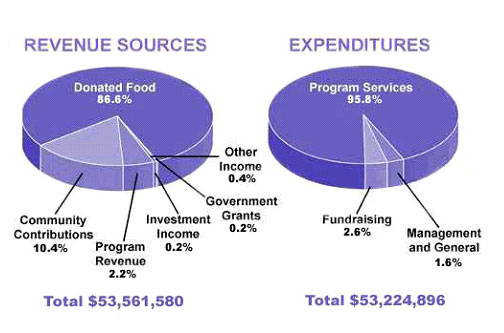 REVENUE SOURCES
Donated Food
86.6%
Other
Income
0.4%
Government
Grants
0.2%
Investment
Income
0.2%
Program
Revenue
2.2%
Community
Contributions
10.4%
Total $53,561,580
EXPENDITURES
Program Services
95.8%
Fundraising
2.6%
Management
and General
1.6%
Total $53,224,896